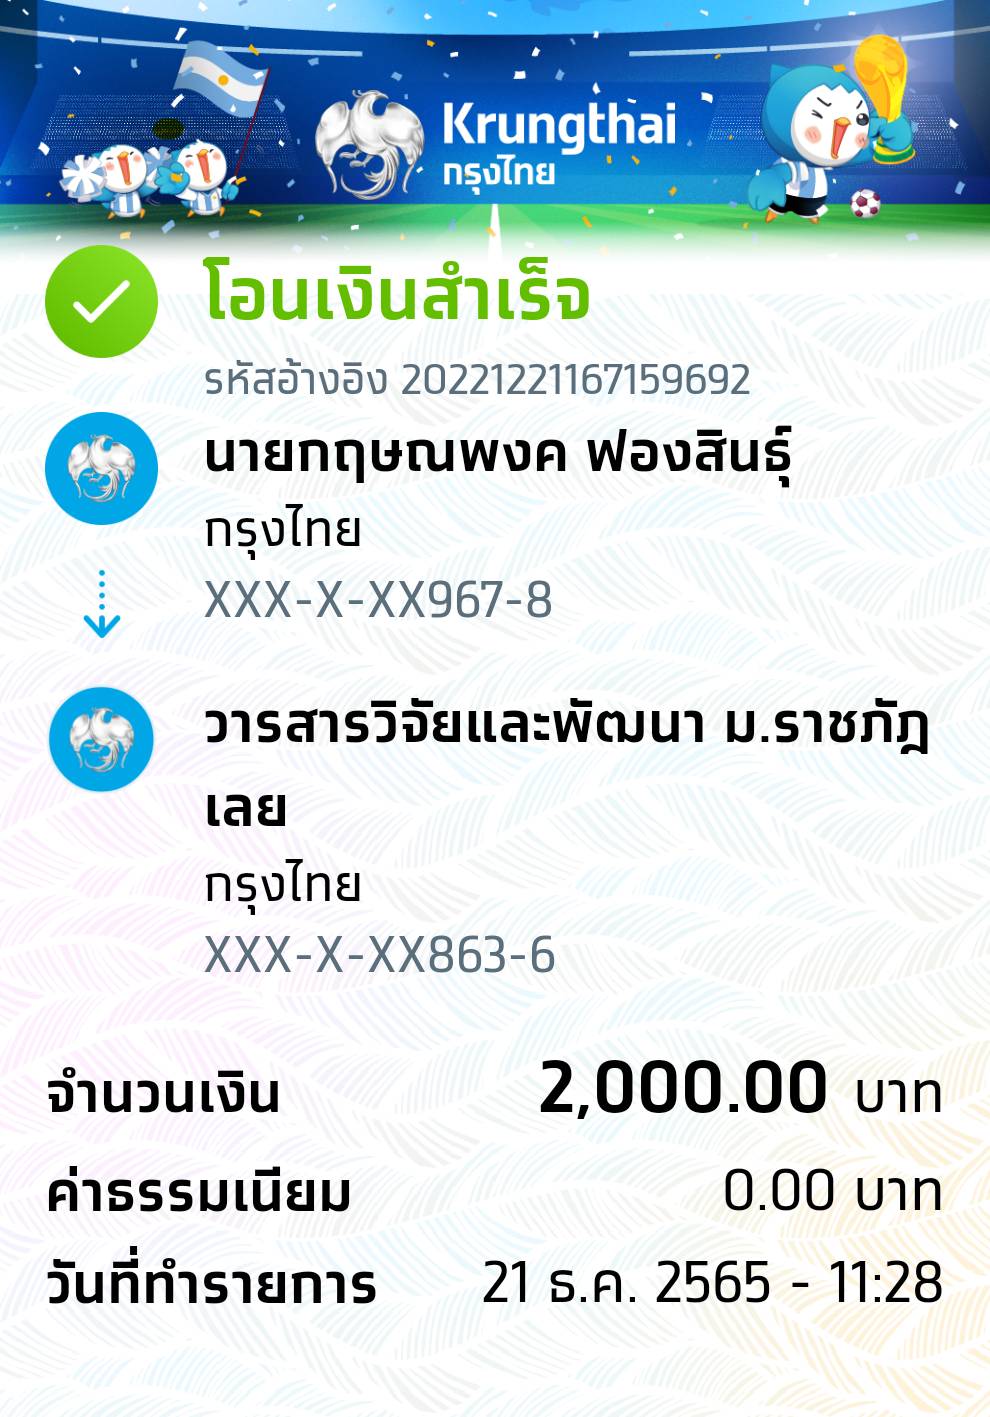 Krungthai
กรุงไทย
โอนเงินสำเร็จ
รหัสอ้างอิง 20221221167159692
นายกฤษณพงค ฟองสินธุ์
กรุงไทย
XXX-X-XX967-8
วารสารวิจัยและพัฒนา ม.ราชภัฎ
เลย
กรุงไทย
XXX-X-XX863-6
จำนวนเงิน 2,000.00 บาท
ค่าธรรมเนียม 0.00 บาท
วันที่ทำรายการ 21 ธ.ค. 2565 - 11:28